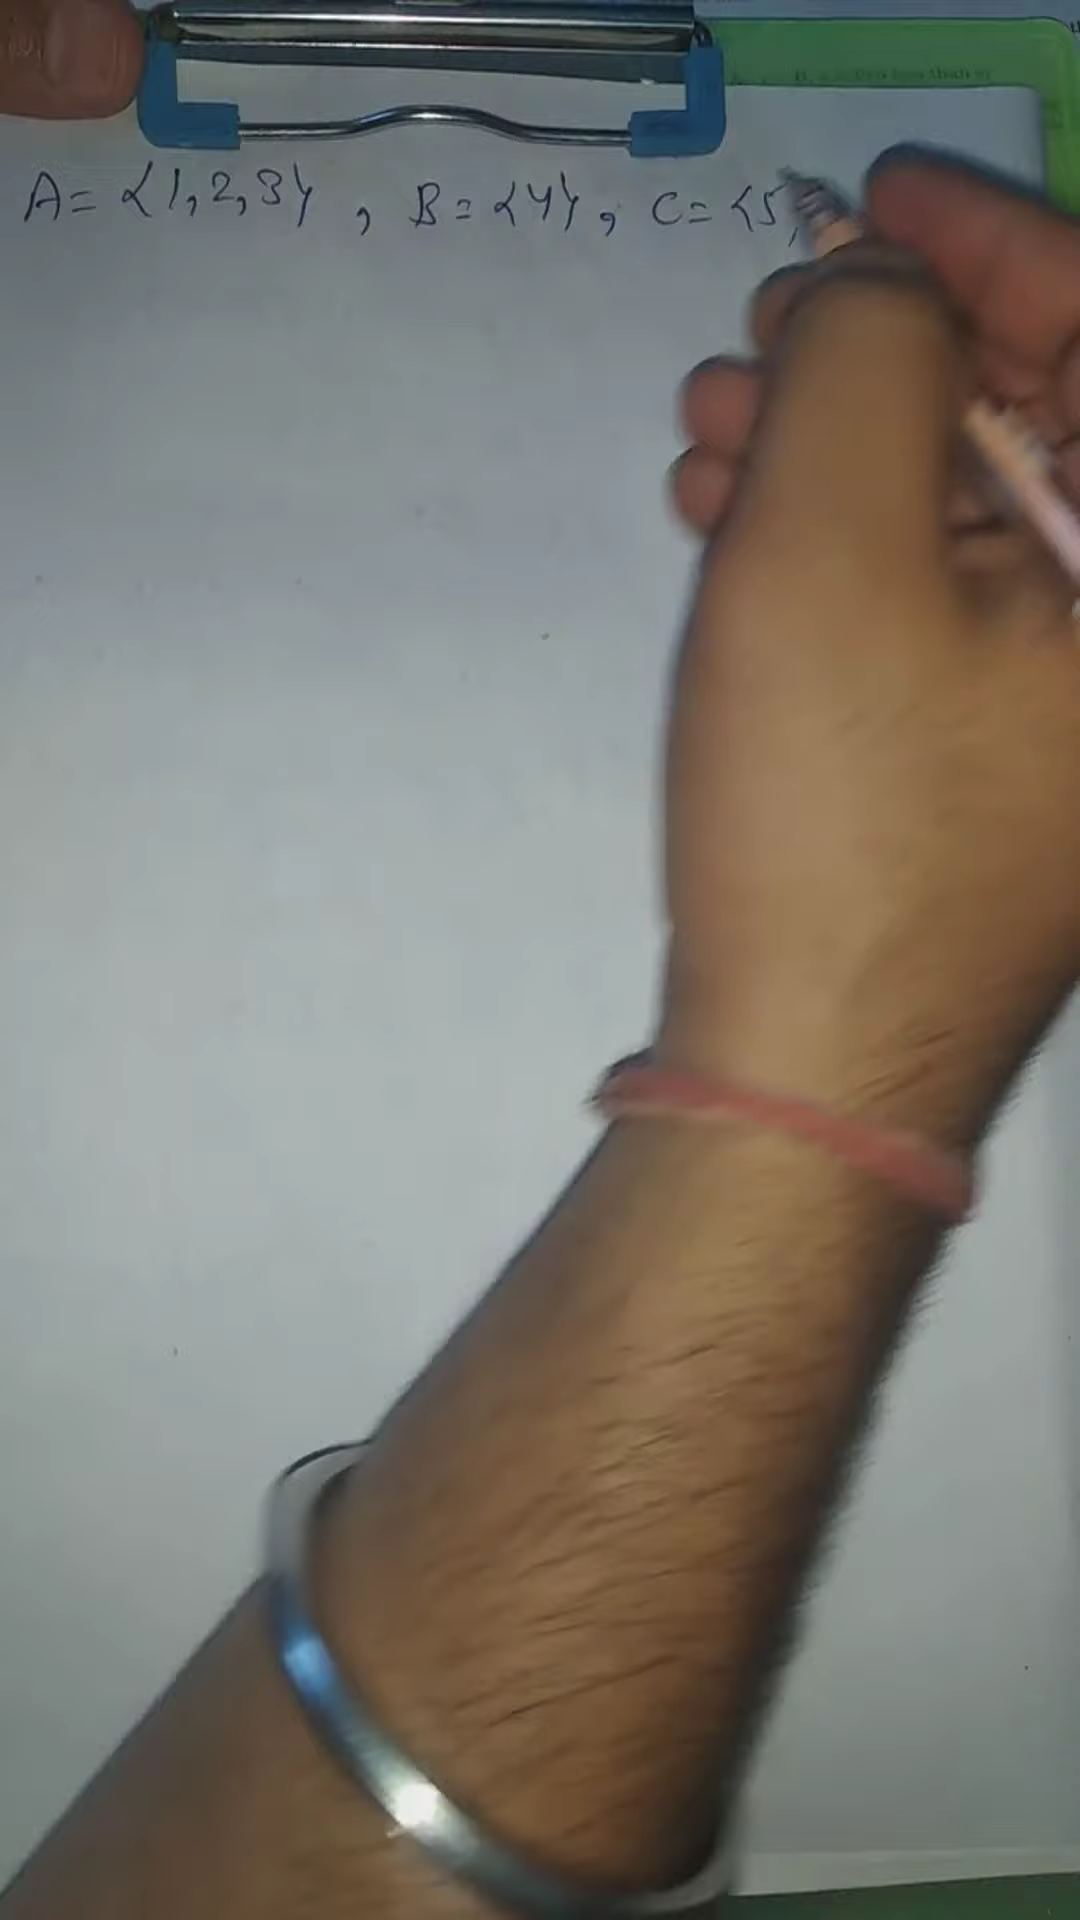 A = {1, 2, 3}, B = {4}, C = {5,